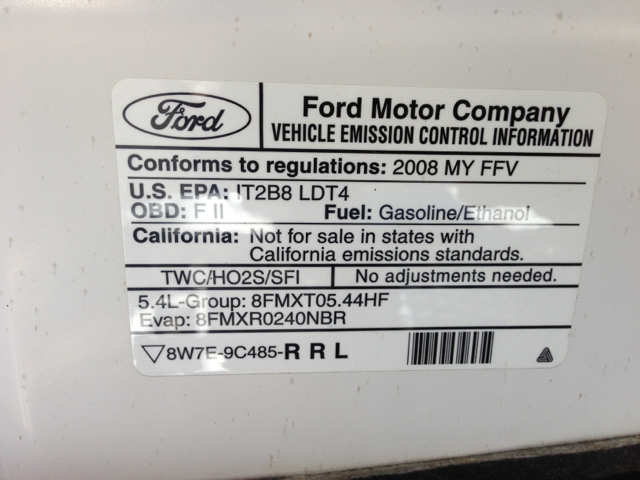 Ford
Ford Motor Company
VEHICLE EMISSION CONTROL INFORMATION
Conforms to regulations: 2008 MY FFV
U.S. EPA: IT2B8 LDT4
OBD: F II Fuel: Gasoline/Ethanol
California: Not for sale in states with
California emissions standards.
TWC/HO2S/SFI No adjustments needed.
5.4L-Group: 8FMXT05.44HF
Evap: 8FMXR0240NBR
8W7E-9C485-R R L